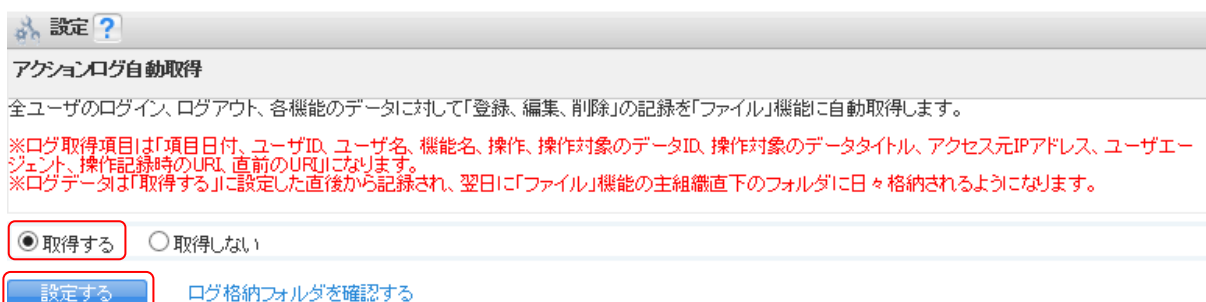 設定 ?
アクションログ自動取得
全ユーザのログイン、ログアウト、各機能のデータに対して「登録、編集、削除」の記録を「ファイル」機能に自動取得します。
※ログ取得項目は「項目日付、ユーザID、ユーザ名、機能名、操作、操作対象のデータID、操作対象のデータタイトル、アクセス元IPアドレス、ユーザエー
ジェント、操作記録時のURL、直前のURL」になります。
※ログデータは「取得する」に設定した直後から記録され、翌日に「ファイル」機能の主組織直下のフォルダに日々格納されるようになります。
取得する 取得しない
設定する ログ格納フォルダを確認する